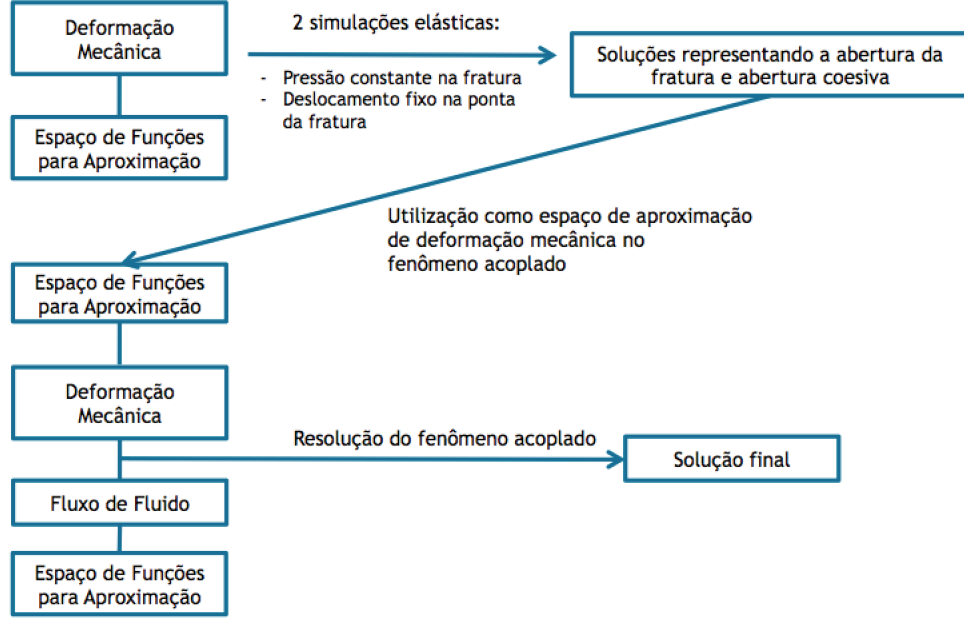 Deformação
Mecânica
2 simulações elásticas:
- Pressão constante na fratura
- Deslocamento fixo na ponta
da fratura
Soluções representando a abertura da
fratura e abertura coesiva
Espaço de Funções
para Aproximação
Utilização como espaço de aproximação
de deformação mecânica no
fenômeno acoplado
Espaço de Funções
para Aproximação
Deformação
Mecânica
Resolução do fenômeno acoplado
Solução final
Fluxo de Fluido
Espaço de Funções
para Aproximação